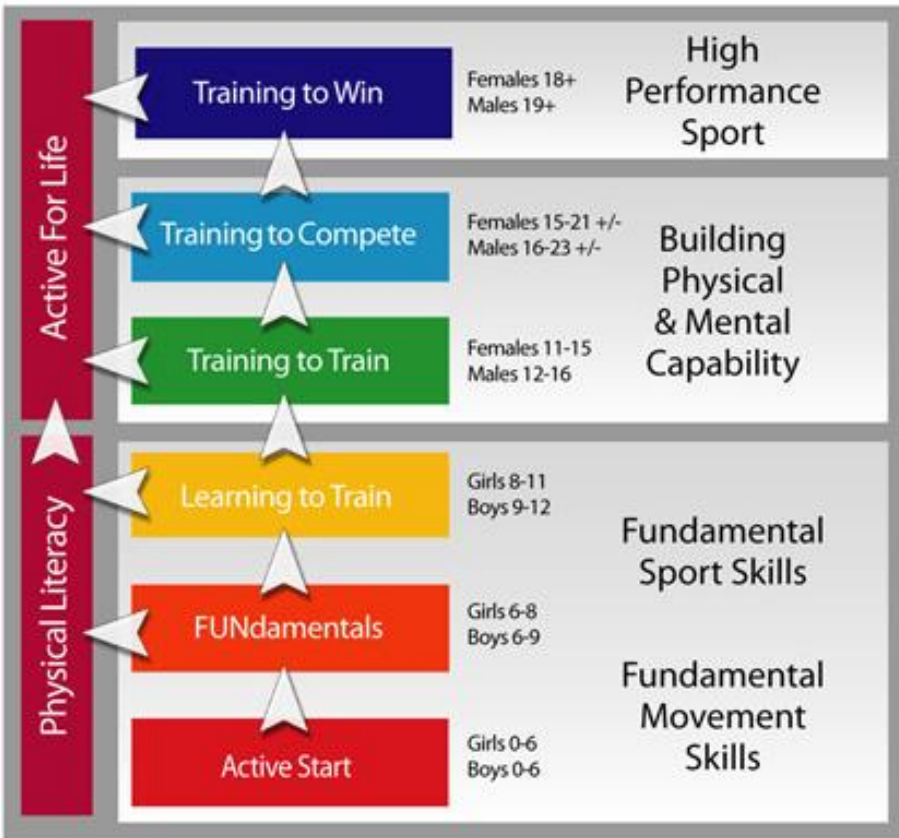 Active For Life
Physical Literacy
Training to Win
Females 18+
Males 19+
High
Performance
Sport
Training to Compete
Females 15-21 +/-
Males 16-23 +/-
Training to Train
Females 11-15
Males 12-16
Building
Physical
& Mental
Capability
Learning to Train
Girls 8-11
Boys 9-12
FUNdamentals
Girls 6-8
Boys 6-9
Active Start
Girls 0-6
Boys 0-6
Fundamental
Sport Skills
Fundamental
Movement
Skills